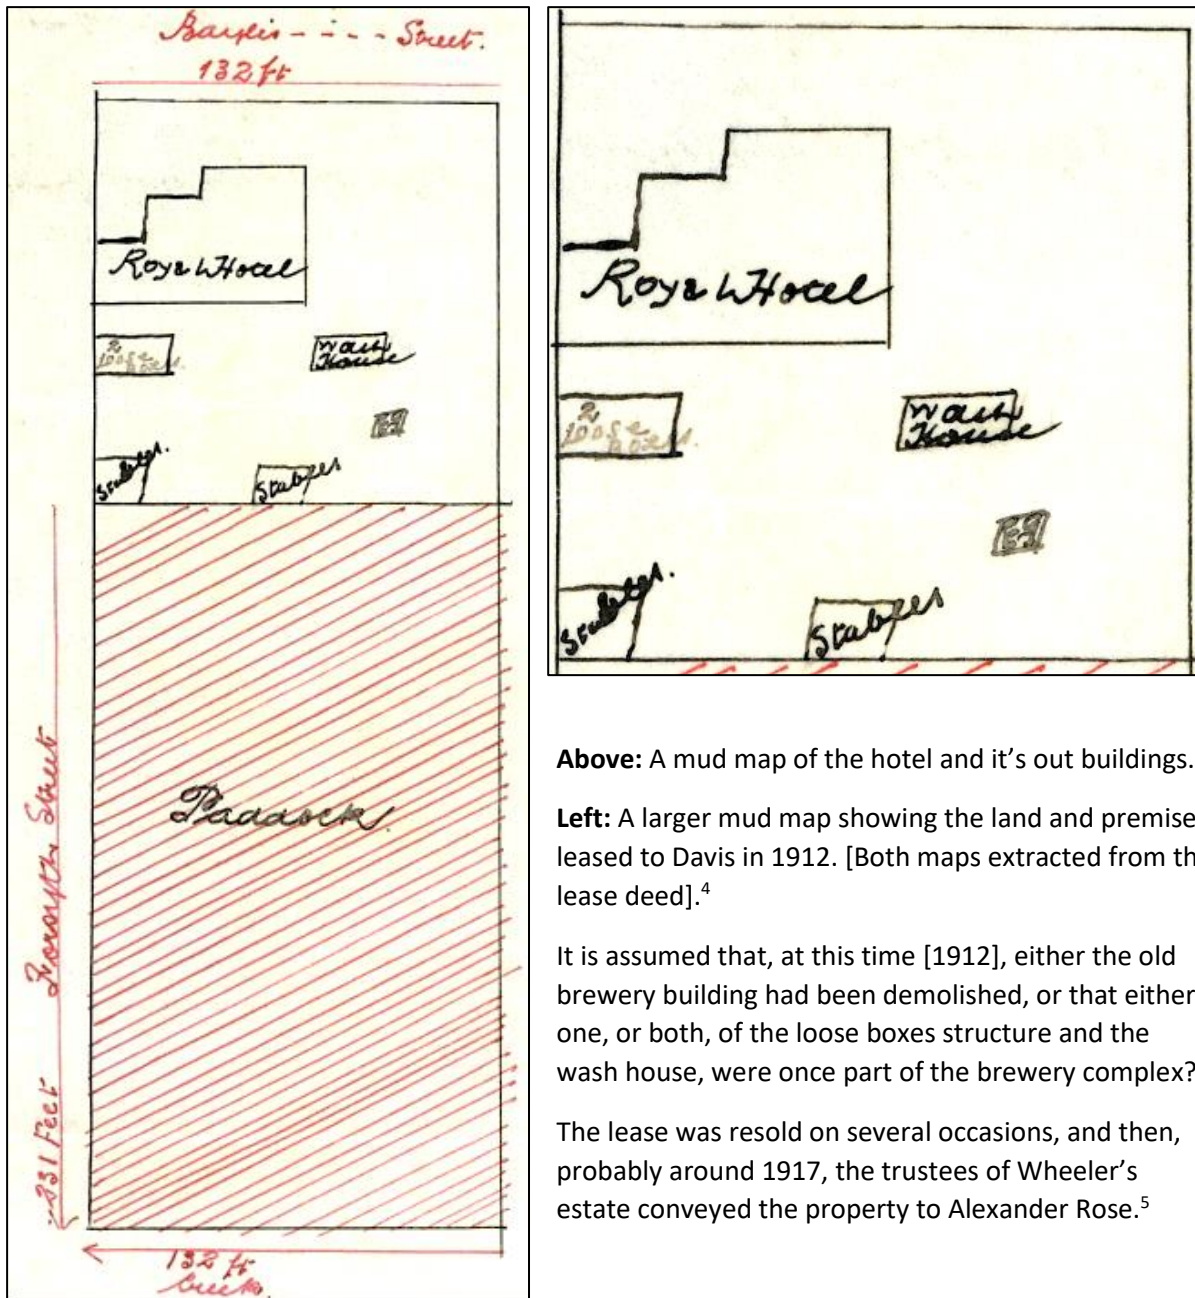 Street.
132 ft
Royal Hotel
2
loose
boxes.
Wash
House
Stables.
Stables
Paddock
Forsyth Street
231 Feet
132 ft
Royal Hotel
2
loose
boxes.
Wash
House
Stables.
Stables
Above: A mud map of the hotel and it’s out buildings.
Left: A larger mud map showing the land and premise
leased to Davis in 1912. [Both maps extracted from th
lease deed].4
It is assumed that, at this time [1912], either the old
brewery building had been demolished, or that either
one, or both, of the loose boxes structure and the
wash house, were once part of the brewery complex?
The lease was resold on several occasions, and then,
probably around 1917, the trustees of Wheeler’s
estate conveyed the property to Alexander Rose.5